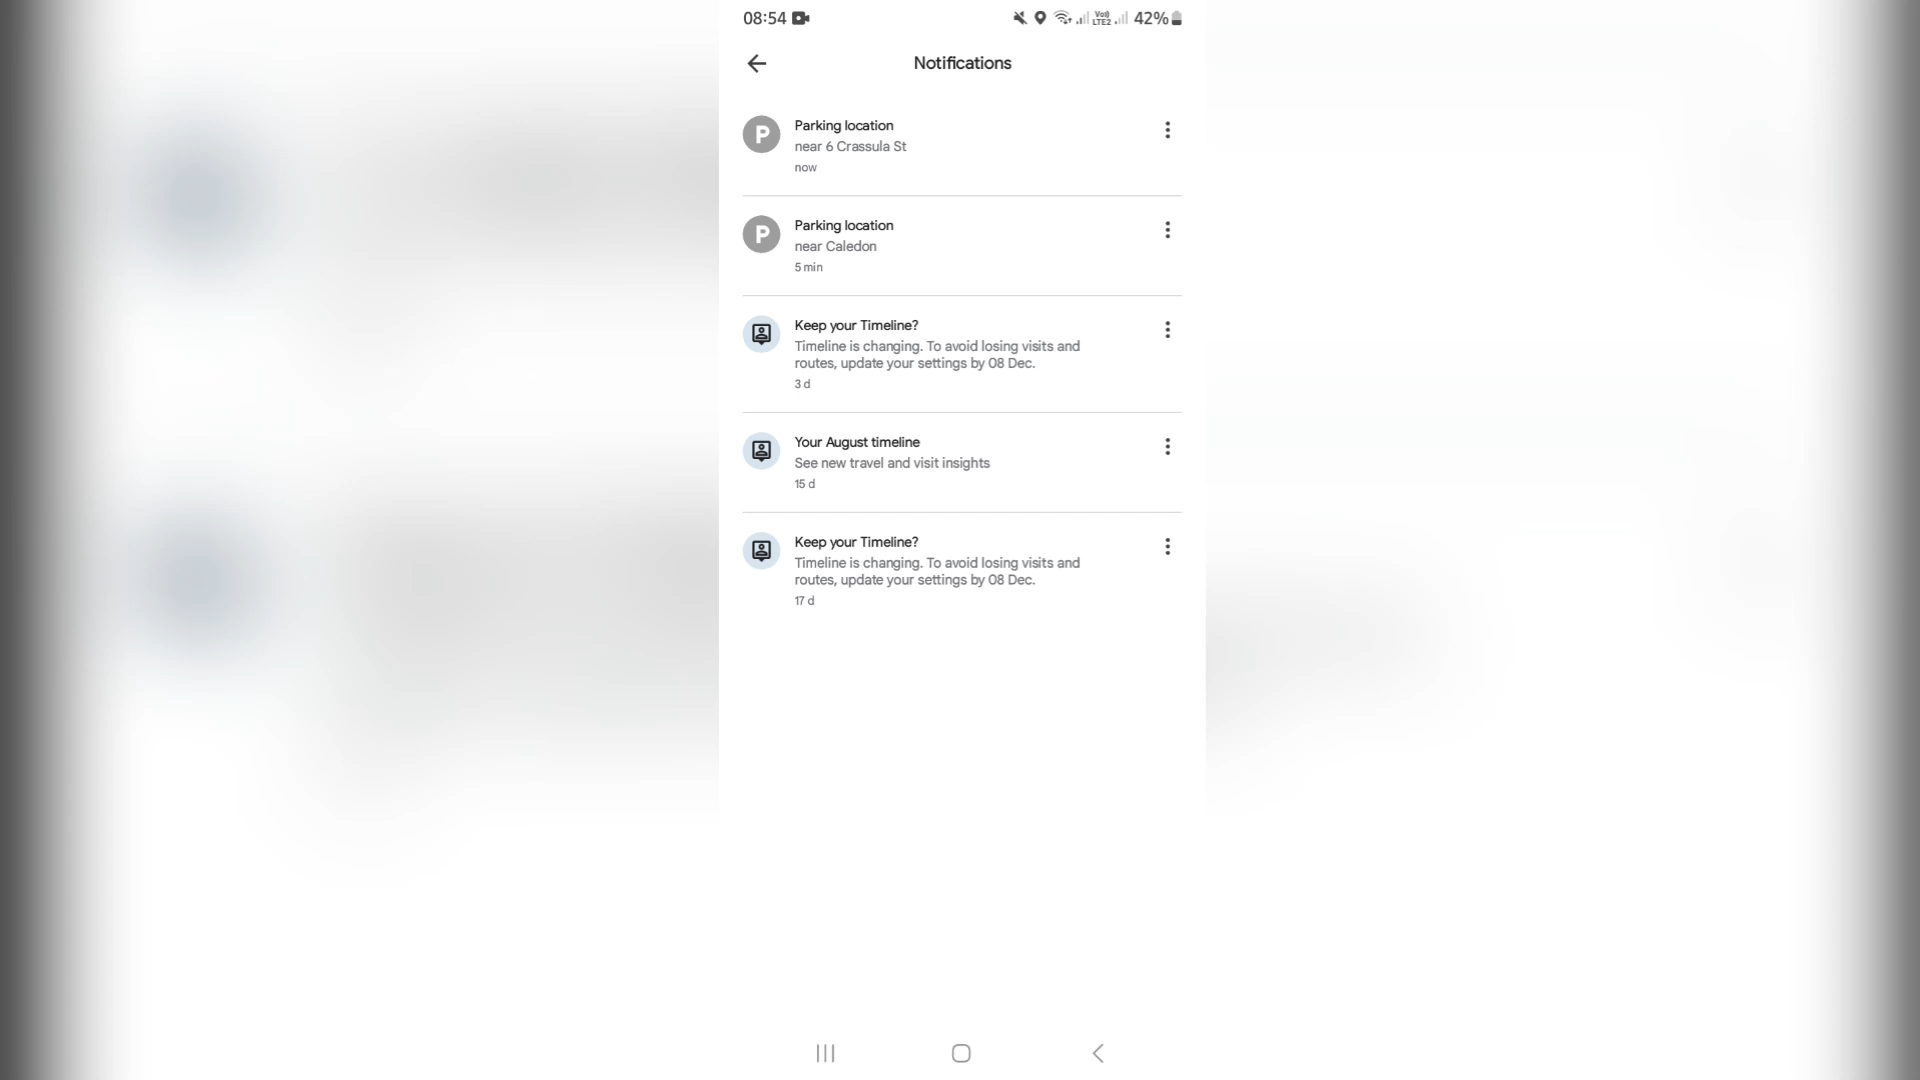 08:54 Vo)) LTE2 42%
Notifications
P
Parking location
near 6 Crassula St
now
P
Parking location
near Caledon
5 min
Keep your Timeline?
Timeline is changing. To avoid losing visits and
routes, update your settings by 08 Dec.
3 d
Your August timeline
See new travel and visit insights
15 d
Keep your Timeline?
Timeline is changing. To avoid losing visits and
routes, update your settings by 08 Dec.
17 d